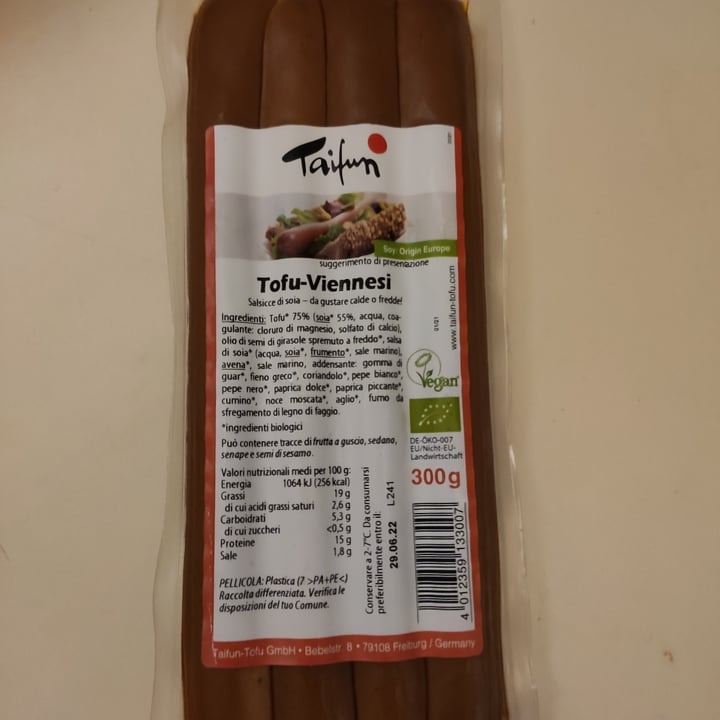 Taifun
Soy: Origin Europe
suggerimento di presentazione
Tofu-Viennesi
Salsicce di soia – da gustare calde o fredde!
Ingredienti: Tofu* 75% (soia* 55%, acqua, coa-
gulante: cloruro di magnesio, solfato di calcio),
olio di semi di girasole spremuto a freddo*, salsa
di soia* (acqua, soia*, frumento*, sale marino),
avena*, sale marino, addensante: gomma di
guar*, fieno greco*, coriandolo*, pepe bianco*,
pepe nero*, paprica dolce*, paprica piccante*,
cumino*, noce moscata*, aglio*, fumo da
sfregamento di legno di faggio.
*ingredienti biologici
Può contenere tracce di frutta a guscio, sedano,
senape e semi di sesamo.
Valori nutrizionali medi per 100 g:
Energia 1064 kJ (256 kcal)
Grassi 19 g
di cui acidi grassi saturi 2,6 g
Carboidrati 5,3 g
di cui zuccheri <0,5 g
Proteine 15 g
Sale 1,8 g
PELLICOLA: Plastica (7 >PA+PE<)
Raccolta differenziata. Verifica le
disposizioni del tuo Comune.
Conservare a 2-7°C. Da consumarsi
preferibilmente entro il:
29.06.22 L241
www.taifun-tofu.com
01/21
Vegan
DE-ÖKO-007
EU/Nicht-EU-
Landwirtschaft
300g
4 012359 133007
Taifun-Tofu GmbH • Bebelstr. 8 • 79108 Freiburg / Germany